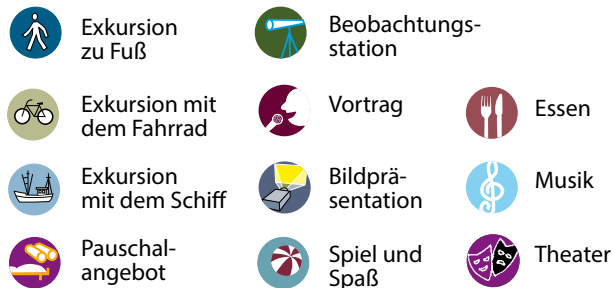 Exkursion
zu Fuß
Beobachtungs-
station
Exkursion mit
dem Fahrrad
Vortrag
Essen
Exkursion
mit dem Schiff
Bildprä-
sentation
Musik
Pauschal-
angebot
Spiel und
Spaß
Theater